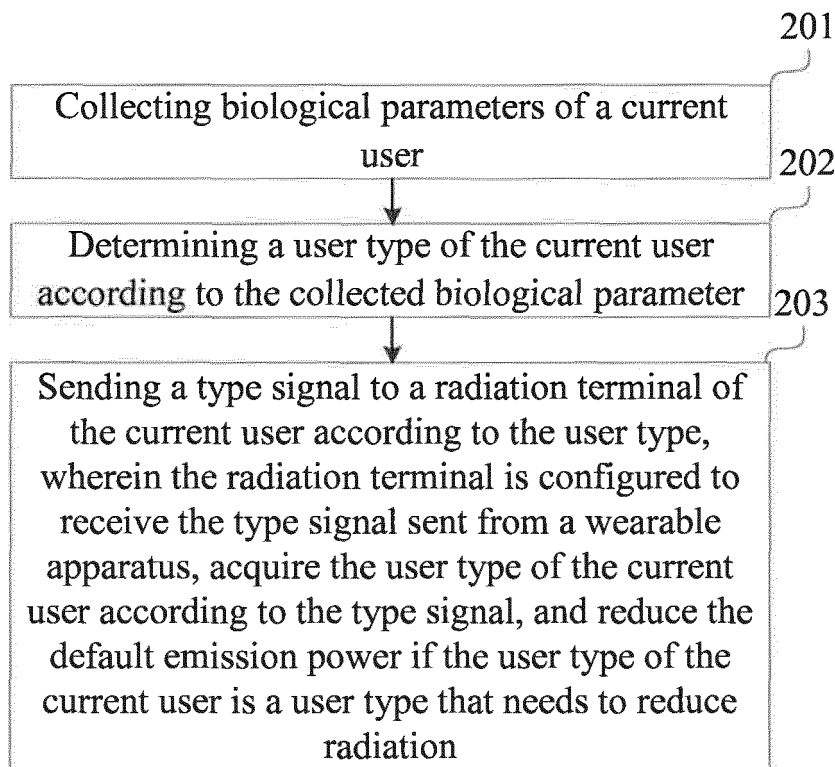 201
Collecting biological parameters of a current
user
202
Determining a user type of the current user
according to the collected biological parameter
203
Sending a type signal to a radiation terminal of
the current user according to the user type,
wherein the radiation terminal is configured to
receive the type signal sent from a wearable
apparatus, acquire the user type of the current
user according to the type signal, and reduce the
default emission power if the user type of the
current user is a user type that needs to reduce
radiation